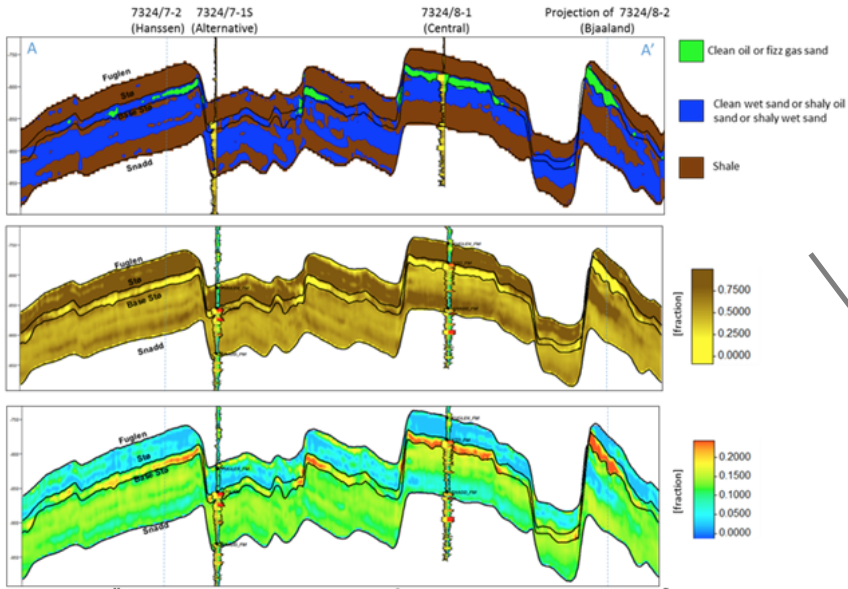 7324/7-2 7324/7-1S 7324/8-1 Projection of 7324/8-2
(Hanssen) (Alternative) (Central) (Bjaaland)
A A’
Fuglen
Stø
Base Stø
Snadd
Clean oil or fizz gas sand
Clean wet sand or shaly oil
sand or shaly wet sand
Shale
Fuglen
Stø
Base Stø
Snadd
[fraction]
0.7500
0.5000
0.2500
0.0000
Fuglen
Stø
Base Stø
Snadd
[fraction]
0.2000
0.1500
0.1000
0.0500
0.0000